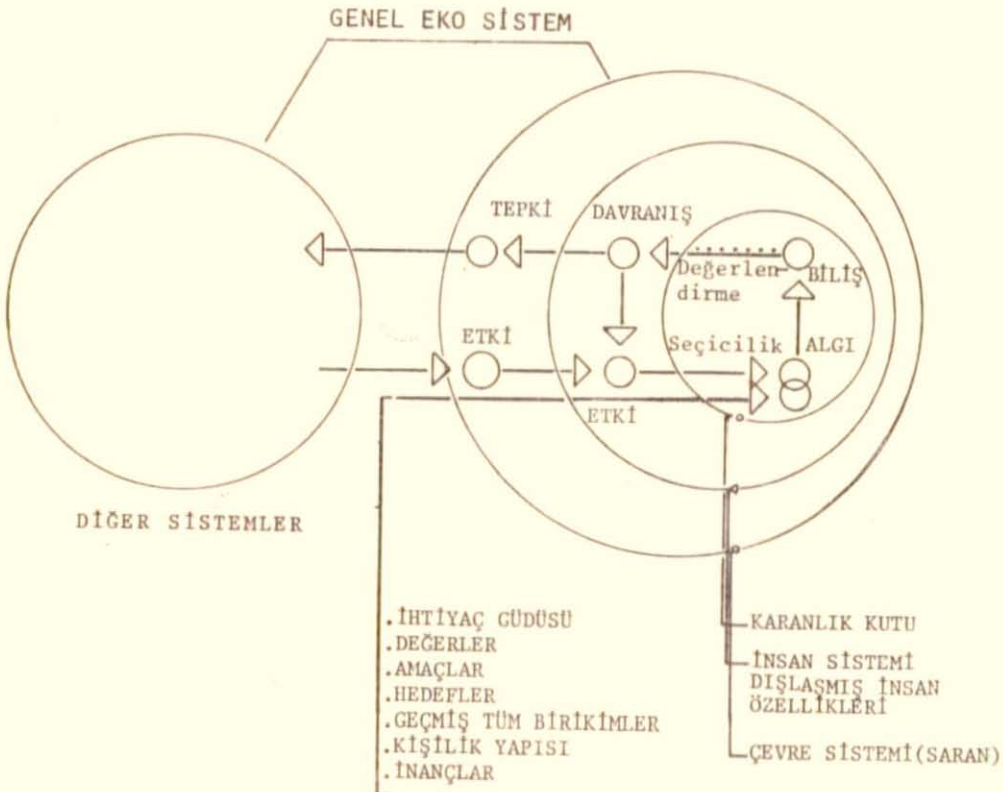 GENEL EKO SİSTEM
TEPKİ
DAVRANIŞ
Değerlen
dirme
BİLİŞ
ETKİ
Seçicilik
ALGI
ETKİ
DİĞER SİSTEMLER
.İHTİYAÇ GÜDÜSÜ
.DEĞERLER
.AMAÇLAR
.HEDEFLER
.GEÇMİŞ TÜM BİRİKİMLER
.KİŞİLİK YAPISI
.İNANÇLAR
KARANLIK KUTU
İNSAN SİSTEMİ
DIŞLAŞMIŞ İNSAN
ÖZELLİKLERİ
ÇEVRE SİSTEMİ(SARAN)